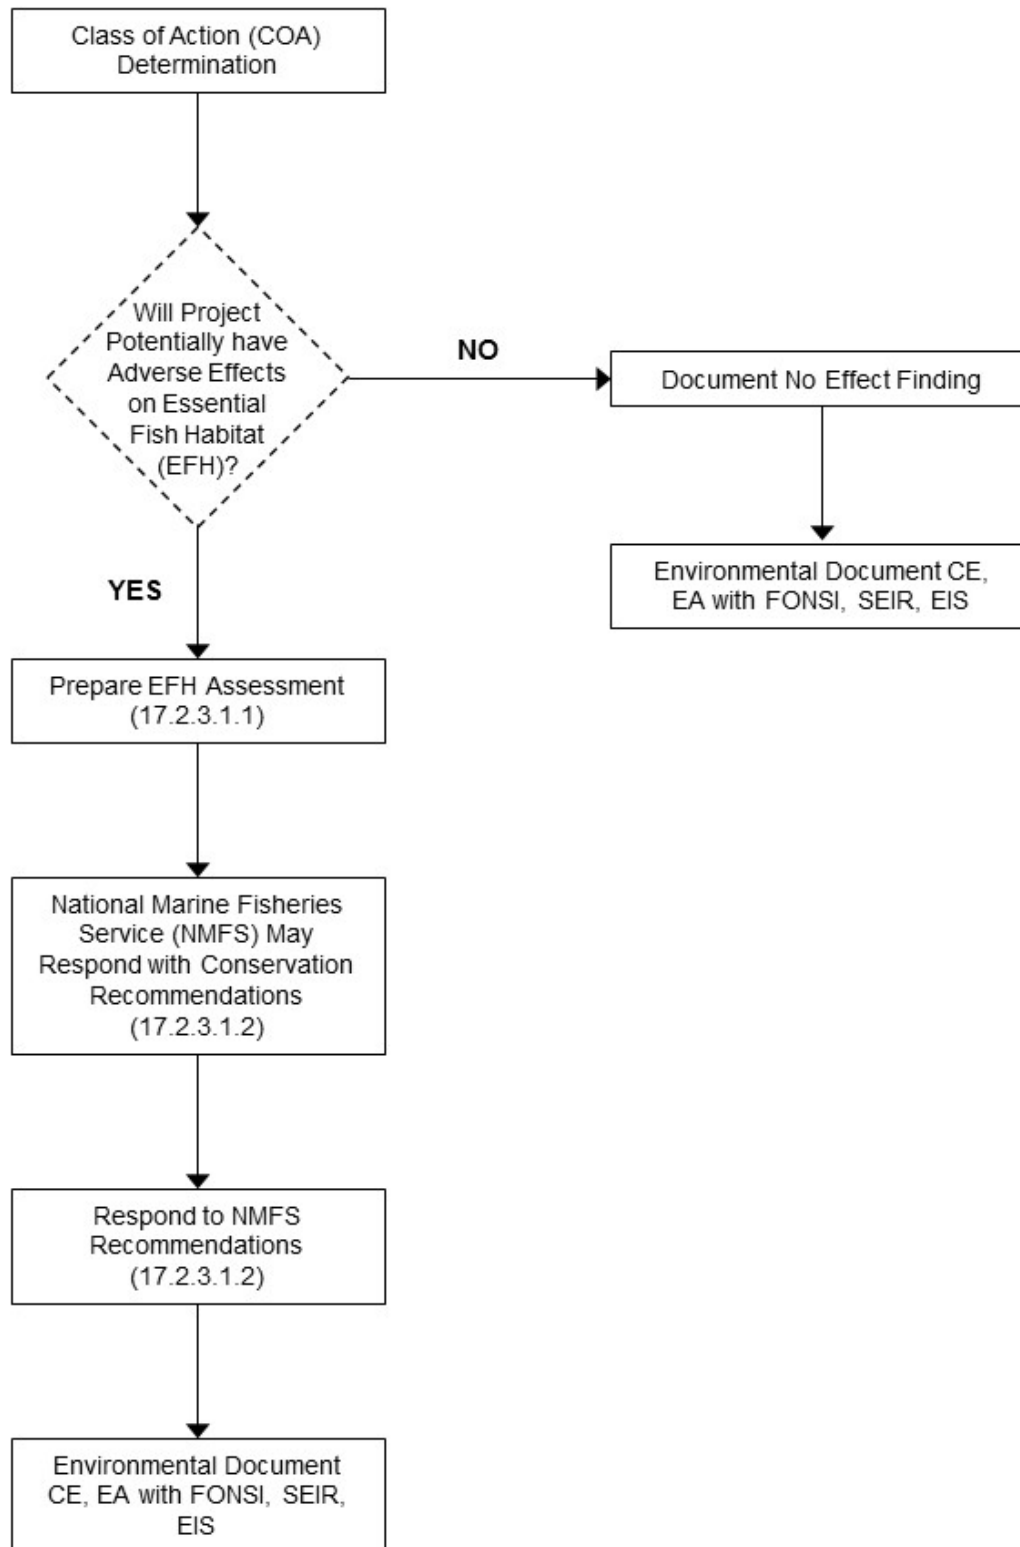 Class of Action (COA)
Determination
Will Project
Potentially have
Adverse Effects
on Essential
Fish Habitat
(EFH)?
NO
Document No Effect Finding
Environmental Document CE,
EA with FONSI, SEIR, EIS
YES
Prepare EFH Assessment
(17.2.3.1.1)
National Marine Fisheries
Service (NMFS) May
Respond with Conservation
Recommendations
(17.2.3.1.2)
Respond to NMFS
Recommendations
(17.2.3.1.2)
Environmental Document
CE, EA with FONSI, SEIR,
EIS